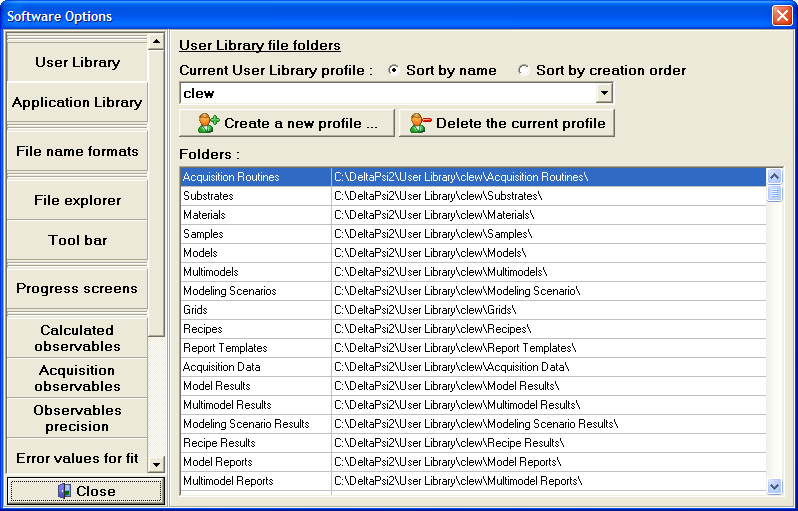 Software Options
User Library
Application Library
File name formats
File explorer
Tool bar
Progress screens
Calculated
observables
Acquisition
observables
Observables
precision
Error values for fit
Close
User Library file folders
Current User Library profile : Sort by name Sort by creation order
clew
Create a new profile ... Delete the current profile
Folders :
Acquisition Routines C:\DeltaPsi2\User Library\clew\Acquisition Routines\
Substrates C:\DeltaPsi2\User Library\clew\Substrates\
Materials C:\DeltaPsi2\User Library\clew\Materials\
Samples C:\DeltaPsi2\User Library\clew\Samples\
Models C:\DeltaPsi2\User Library\clew\Models\
Multimodels C:\DeltaPsi2\User Library\clew\Multimodels\
Modeling Scenarios C:\DeltaPsi2\User Library\clew\Modeling Scenario\
Grids C:\DeltaPsi2\User Library\clew\Grids\
Recipes C:\DeltaPsi2\User Library\clew\Recipes\
Report Templates C:\DeltaPsi2\User Library\clew\Report Templates\
Acquisition Data C:\DeltaPsi2\User Library\clew\Acquisition Data\
Model Results C:\DeltaPsi2\User Library\clew\Model Results\
Multimodel Results C:\DeltaPsi2\User Library\clew\Multimodel Results\
Modeling Scenario Results C:\DeltaPsi2\User Library\clew\Modeling Scenario Results\
Recipe Results C:\DeltaPsi2\User Library\clew\Recipe Results\
Model Reports C:\DeltaPsi2\User Library\clew\Model Reports\
Multimodel Reports C:\DeltaPsi2\User Library\clew\Multimodel Reports\